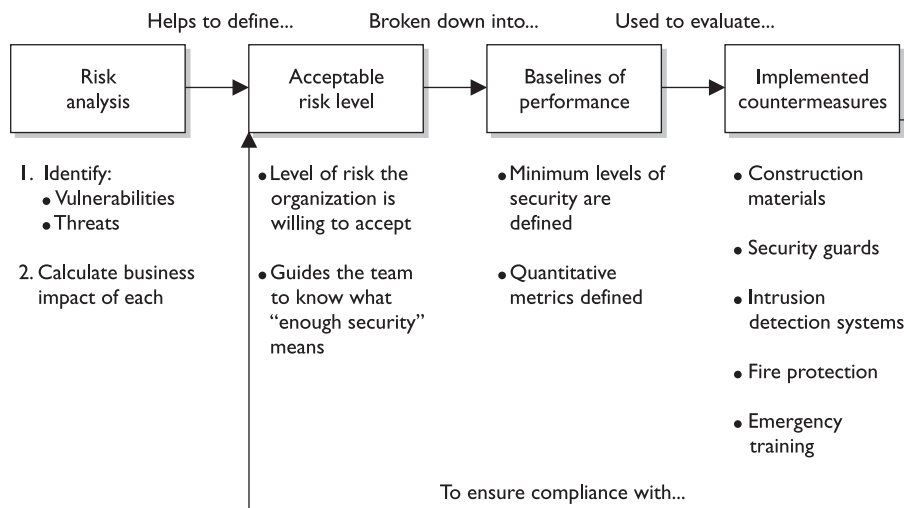 Helps to define...
Broken down into...
Used to evaluate...
Risk
analysis
Acceptable
risk level
Baselines of
performance
Implemented
countermeasures
1. Identify:
• Vulnerabilities
• Threats
2. Calculate business
impact of each
• Level of risk the
organization is
willing to accept
• Guides the team
to know what
“enough security”
means
• Minimum levels of
security are
defined
• Quantitative
metrics defined
• Construction
materials
• Security guards
• Intrusion
detection systems
• Fire protection
• Emergency
training
To ensure compliance with...